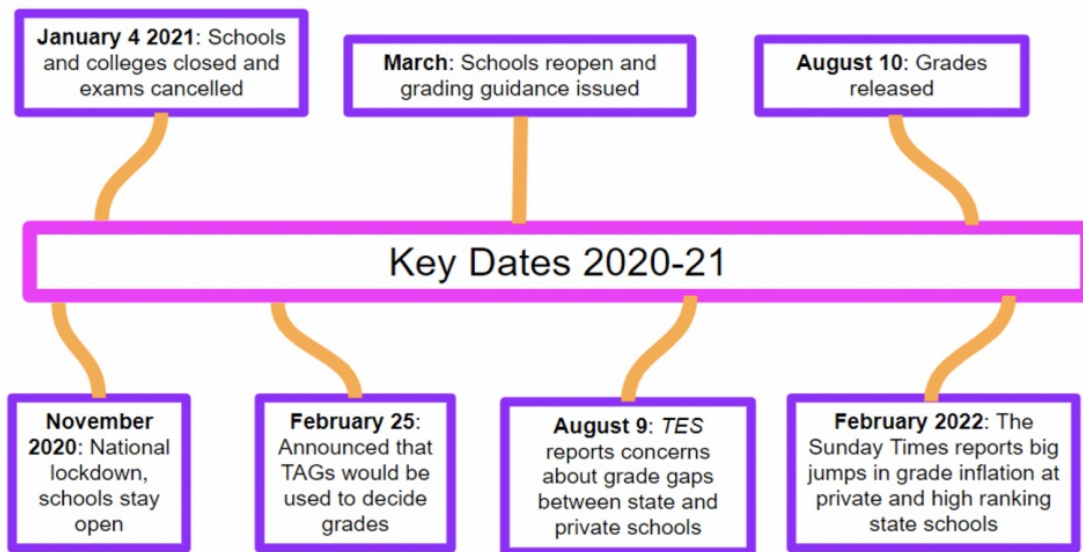 January 4 2021: Schools
and colleges closed and
exams cancelled
March: Schools reopen and
grading guidance issued
August 10: Grades
released
Key Dates 2020-21
November
2020: National
lockdown,
schools stay
open
February 25:
Announced that
TAGs would be
used to decide
grades
August 9: TES
reports concerns
about grade gaps
between state and
private schools
February 2022: The
Sunday Times reports big
jumps in grade inflation at
private and high ranking
state schools